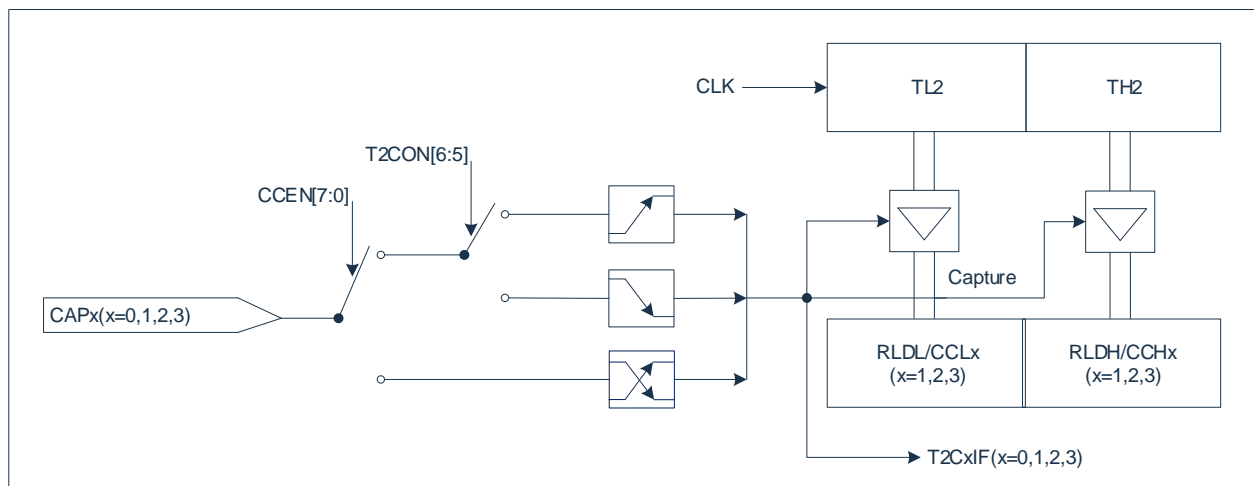 CLK
TL2
TH2
T2CON[6:5]
CCEN[7:0]
Capture
CAPx(x=0,1,2,3)
RLDL/CCLx
(x=1,2,3)
RLDH/CCHx
(x=1,2,3)
T2CxIF(x=0,1,2,3)